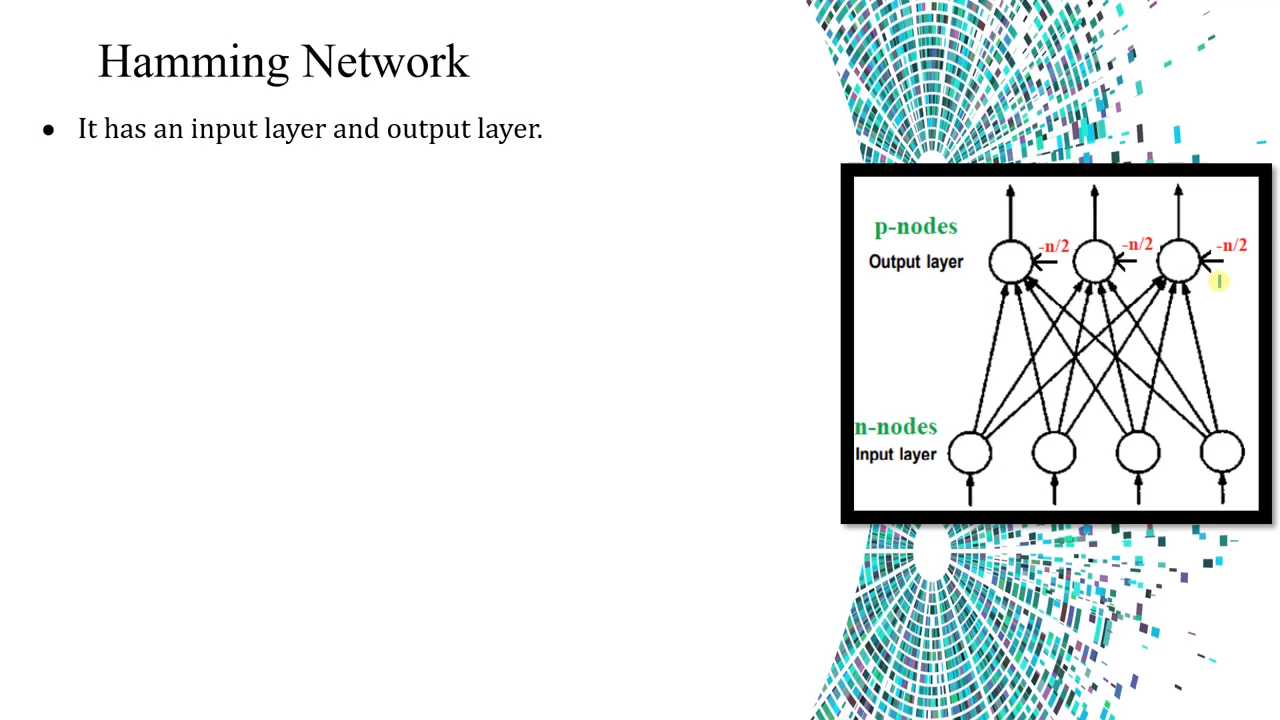 Hamming Network
● It has an input layer and output layer.
p-nodes
Output layer
-n/2
-n/2
-n/2
n-nodes
Input layer